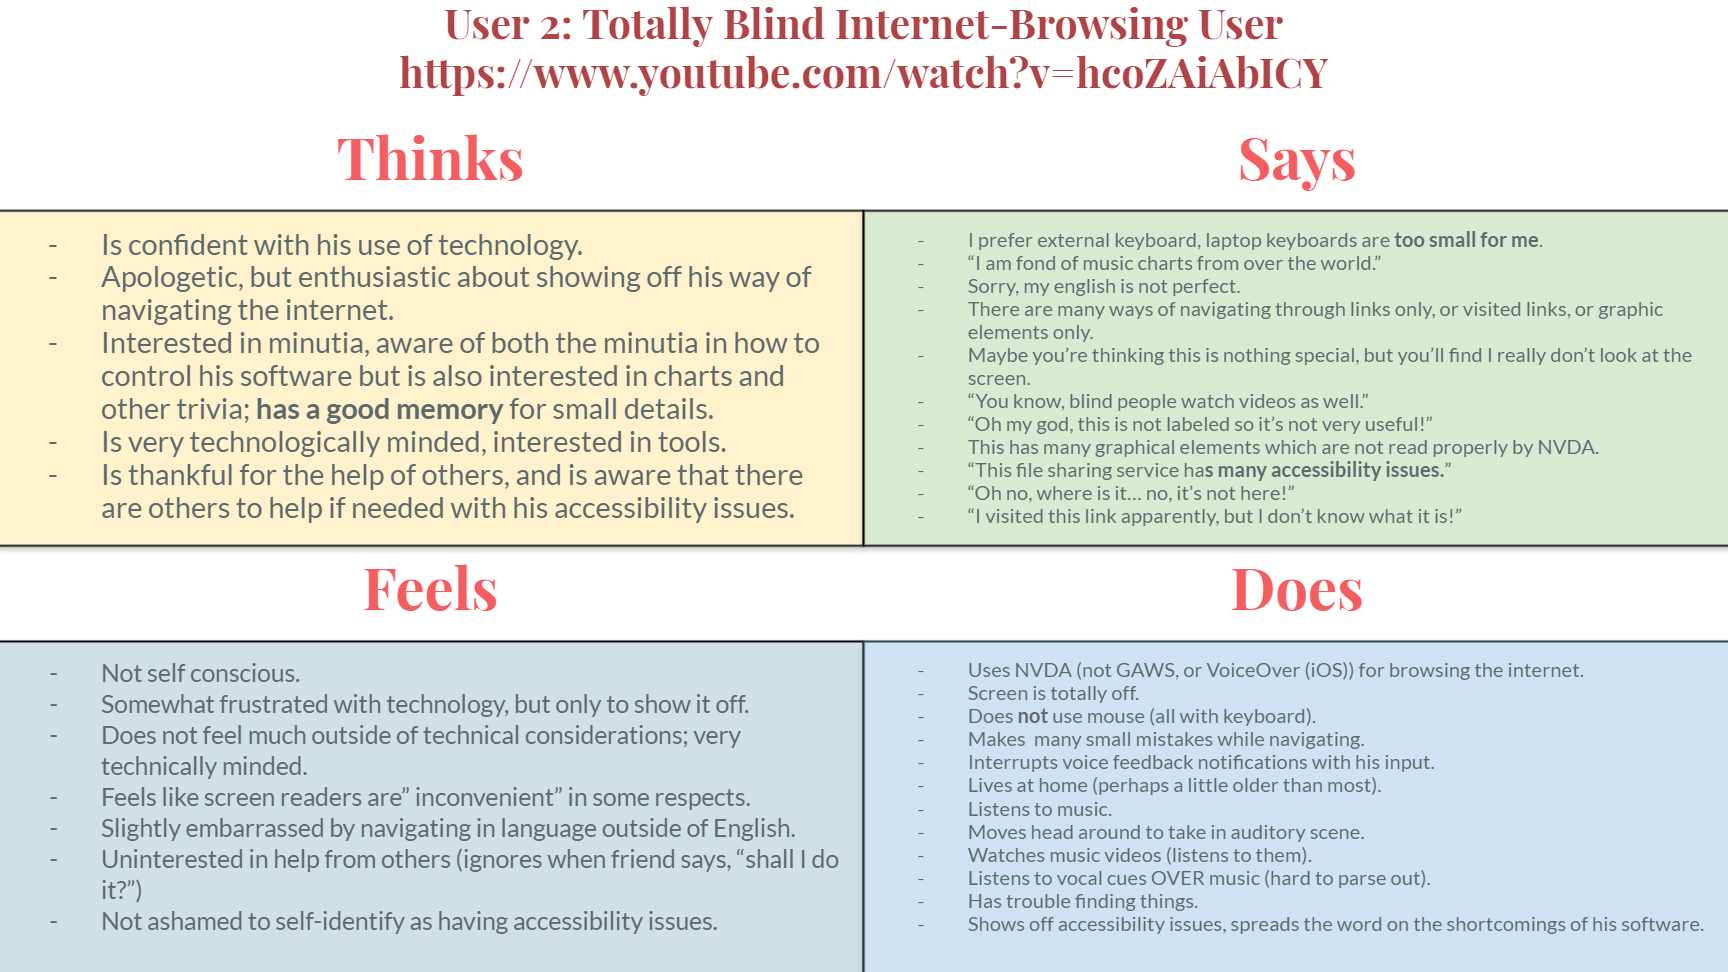 User 2: Totally Blind Internet-Browsing User
https://www.youtube.com/watch?v=hcoZAiAbICY
Thinks
- Is confident with his use of technology.
- Apologetic, but enthusiastic about showing off his way of
navigating the internet.
- Interested in minutia, aware of both the minutia in how to
control his software but is also interested in charts and
other trivia; has a good memory for small details.
- Is very technologically minded, interested in tools.
- Is thankful for the help of others, and is aware that there
are others to help if needed with his accessibility issues.
Says
- I prefer external keyboard, laptop keyboards are too small for me.
- “I am fond of music charts from over the world.”
- Sorry, my english is not perfect.
- There are many ways of navigating through links only, or visited links, or graphic
elements only.
- Maybe you’re thinking this is nothing special, but you’ll find I really don’t look at the
screen.
- “You know, blind people watch videos as well.”
- “Oh my god, this is not labeled so it’s not very useful!”
- This has many graphical elements which are not read properly by NVDA.
- “This file sharing service has many accessibility issues.”
- “Oh no, where is it… no, it’s not here!”
- “I visited this link apparently, but I don’t know what it is!”
Feels
- Not self conscious.
- Somewhat frustrated with technology, but only to show it off.
- Does not feel much outside of technical considerations; very
technically minded.
- Feels like screen readers are” inconvenient” in some respects.
- Slightly embarrassed by navigating in language outside of English.
- Uninterested in help from others (ignores when friend says, “shall I do
it?”)
- Not ashamed to self-identify as having accessibility issues.
Does
- Uses NVDA (not GAWS, or VoiceOver (iOS)) for browsing the internet.
- Screen is totally off.
- Does not use mouse (all with keyboard).
- Makes  many small mistakes while navigating.
- Interrupts voice feedback notifications with his input.
- Lives at home (perhaps a little older than most).
- Listens to music.
- Moves head around to take in auditory scene.
- Watches music videos (listens to them).
- Listens to vocal cues OVER music (hard to parse out).
- Has trouble finding things.
- Shows off accessibility issues, spreads the word on the shortcomings of his software.